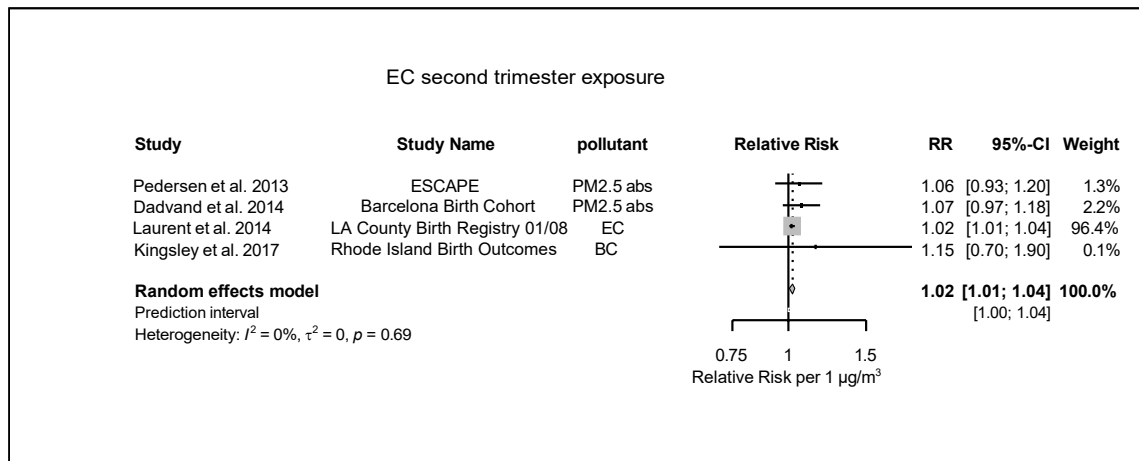 EC second trimester exposure
Study Study Name pollutant Relative Risk RR 95%-CI Weight
Pedersen et al. 2013 ESCAPE PM2.5 abs 1.06 [0.93; 1.20] 1.3%
Dadvand et al. 2014 Barcelona Birth Cohort PM2.5 abs 1.07 [0.97; 1.18] 2.2%
Laurent et al. 2014 LA County Birth Registry 01/08 EC 1.02 [1.01; 1.04] 96.4%
Kingsley et al. 2017 Rhode Island Birth Outcomes BC 1.15 [0.70; 1.90] 0.1%
Random effects model 1.02 [1.01; 1.04] 100.0%
Prediction interval [1.00; 1.04]
Heterogeneity: I² = 0%, τ² = 0, p = 0.69
0.75 1 1.5
Relative Risk per 1 µg/m³